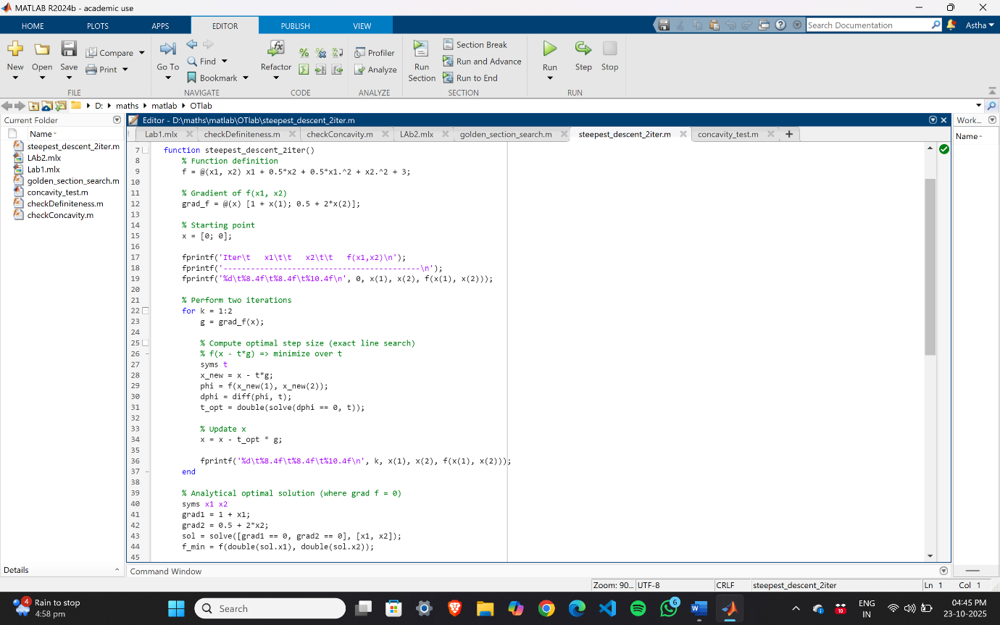 MATLAB R2024b - academic use
HOME PLOTS APPS EDITOR PUBLISH VIEW Search Documentation Astha
New Open Save Compare Print Go To Find Bookmark Refactor Profiler Analyze Run Section Section Break Run and Advance Run to End Run Step Stop
FILE NAVIGATE CODE ANALYZE SECTION RUN
D: maths matlab OTlab
Current Folder
Name
steepest_descent_2iter.m
LAb2.mlx
Lab1.mlx
golden_section_search.m
concavity_test.m
checkDefiniteness.m
checkConcavity.m
Details
Editor - D:\maths\matlab\OTlab\steepest_descent_2iter.m
Lab1.mlx checkDefiniteness.m checkConcavity.m LAb2.mlx golden_section_search.m steepest_descent_2iter.m concavity_test.m
7 function steepest_descent_2iter()
8 % Function definition
9 f = @(x1, x2) x1 + 0.5*x2 + 0.5*x1.^2 + x2.^2 + 3;
10
11 % Gradient of f(x1, x2)
12 grad_f = @(x) [1 + x(1); 0.5 + 2*x(2)];
13
14 % Starting point
15 x = [0; 0];
16
17 fprintf('Iter\t   x1\t\t   x2\t\t   f(x1,x2)\n');
18 fprintf('-------------------------------------------\n');
19 fprintf('%d\t%8.4f\t%8.4f\t%10.4f\n', 0, x(1), x(2), f(x(1), x(2)));
20
21 % Perform two iterations
22 for k = 1:2
23 g = grad_f(x);
24
25 % Compute optimal step size (exact line search)
26 % f(x - t*g) => minimize over t
27 syms t
28 x_new = x - t*g;
29 phi = f(x_new(1), x_new(2));
30 dphi = diff(phi, t);
31 t_opt = double(solve(dphi == 0, t));
32
33 % Update x
34 x = x - t_opt * g;
35
36 fprintf('%d\t%8.4f\t%8.4f\t%10.4f\n', k, x(1), x(2), f(x(1), x(2)));
37 end
38
39 % Analytical optimal solution (where grad f = 0)
40 syms x1 x2
41 grad1 = 1 + x1;
42 grad2 = 0.5 + 2*x2;
43 sol = solve([grad1 == 0, grad2 == 0], [x1, x2]);
44 f_min = f(double(sol.x1), double(sol.x2));
45
Work...
Name
Command Window
Zoom: 90... UTF-8 CRLF steepest_descent_2iter Ln 1 Col 1
4 Rain to stop
4:58 pm
Search
6
10
ENG
IN
04:45 PM
23-10-2025